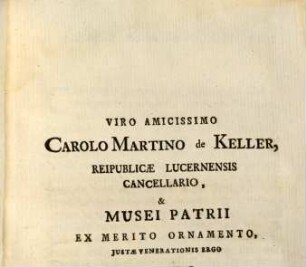 VIRO AMICISSIMO
CAROLO MARTINO de KELLER,
REIPUBLICÆ LUCERNENSIS
CANCELLARIO,
&
MUSEI PATRII
EX MERITO ORNAMENTO,
JUSTÆ VENERATIONIS ERGO